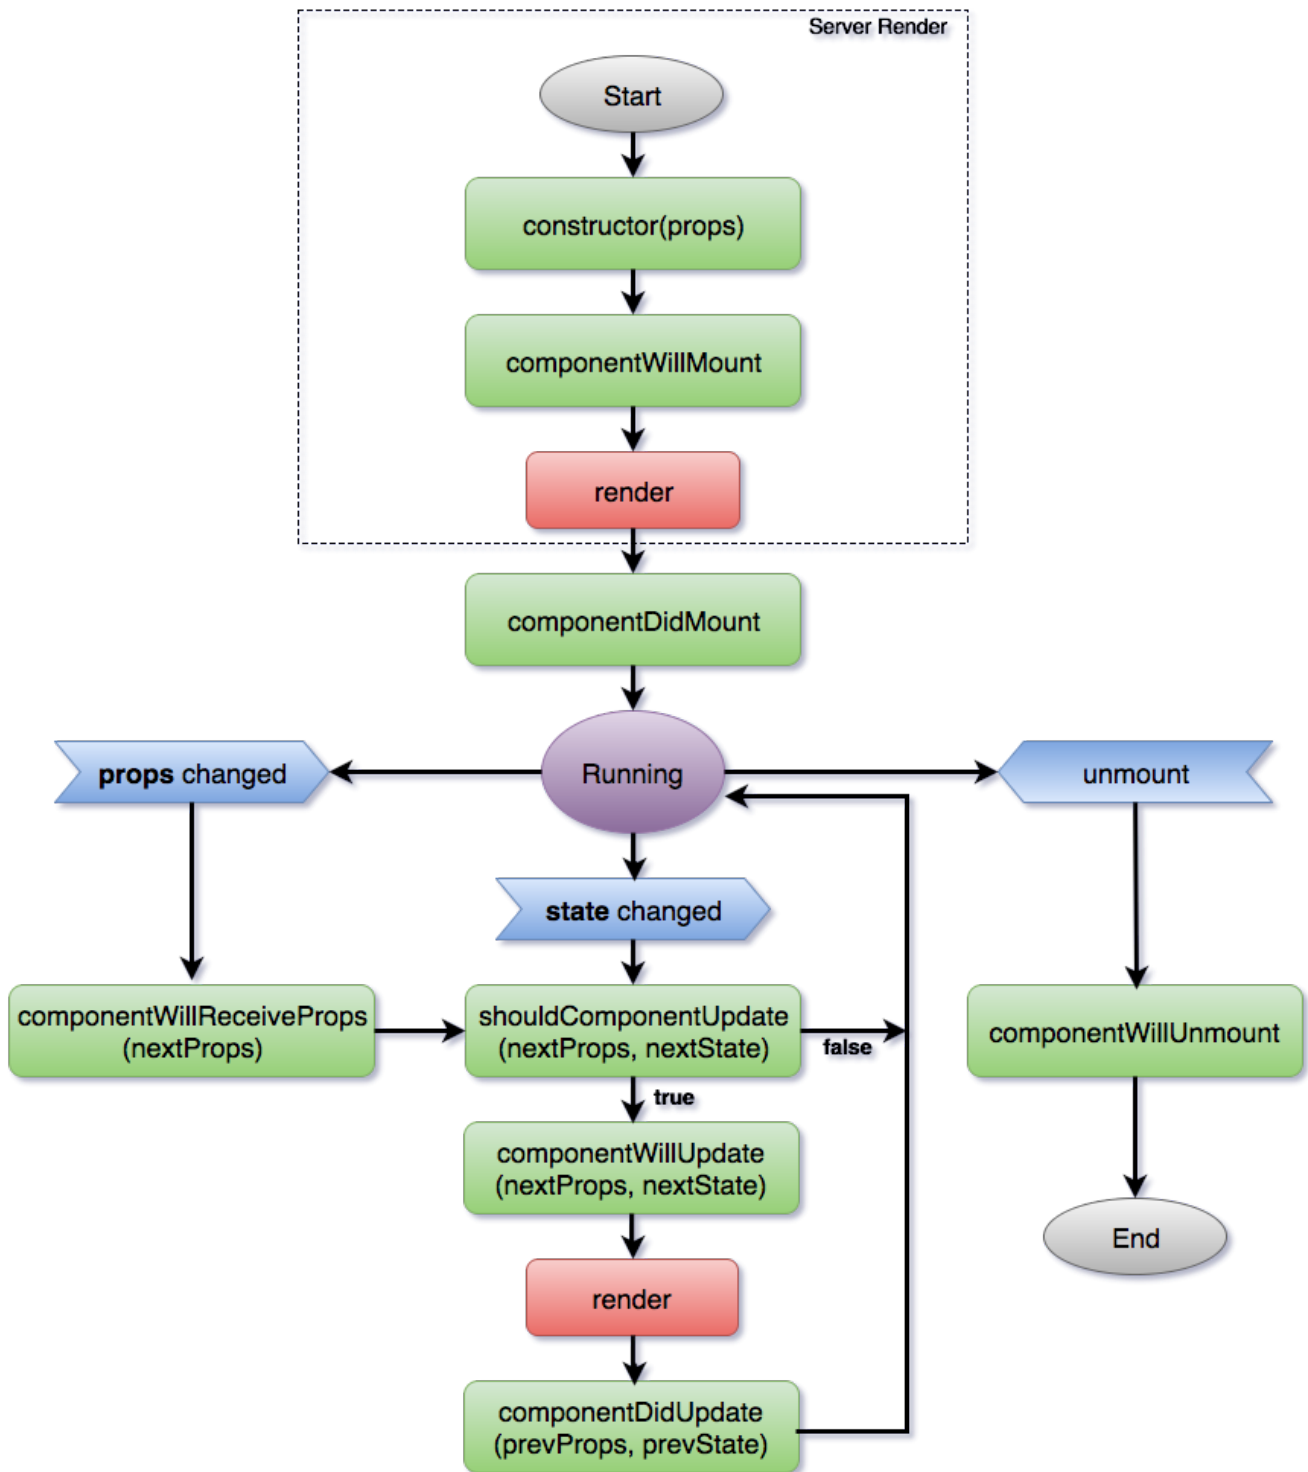 Server Render
Start
constructor(props)
componentWillMount
render
componentDidMount
props changed
Running
unmount
state changed
componentWillReceiveProps
(nextProps)
shouldComponentUpdate
(nextProps, nextState)
false
componentWillUnmount
true
componentWillUpdate
(nextProps, nextState)
End
render
componentDidUpdate
(prevProps, prevState)